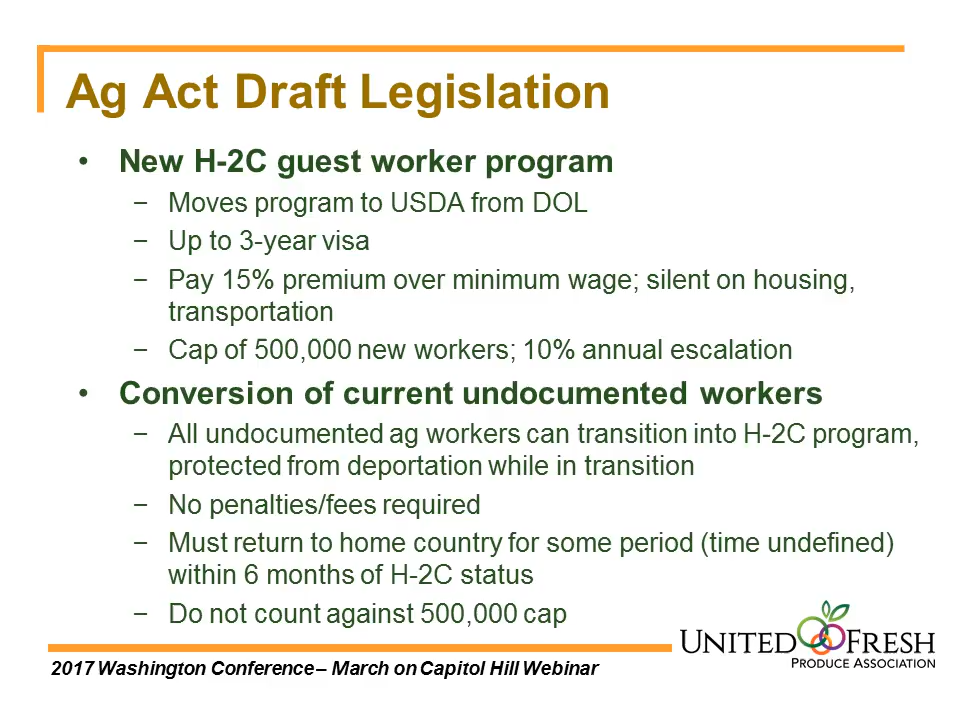 Ag Act Draft Legislation
• New H-2C guest worker program
− Moves program to USDA from DOL
− Up to 3-year visa
− Pay 15% premium over minimum wage; silent on housing,
transportation
− Cap of 500,000 new workers; 10% annual escalation
• Conversion of current undocumented workers
− All undocumented ag workers can transition into H-2C program,
protected from deportation while in transition
− No penalties/fees required
− Must return to home country for some period (time undefined)
within 6 months of H-2C status
− Do not count against 500,000 cap
UNITED FRESH
PRODUCE ASSOCIATION
2017 Washington Conference – March on Capitol Hill Webinar